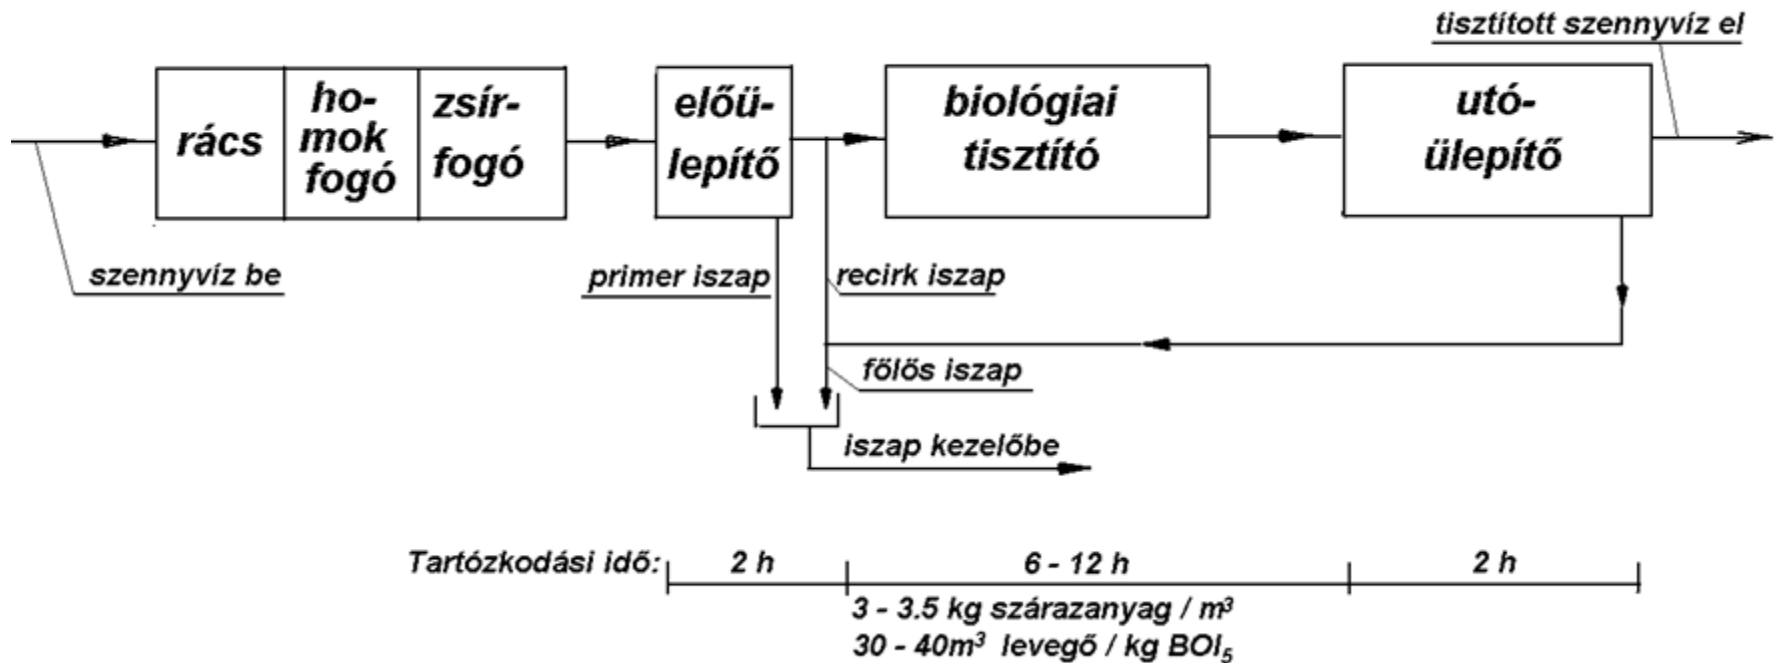 tisztított szennyvíz el
rács
ho-
mok
fogó
zsír-
fogó
előü-
lepítő
biológiai
tisztító
utó-
ülepítő
szennyvíz be
primer iszap
recirk iszap
fölös iszap
iszap kezelőbe
Tartózkodási idő:
2 h
6 - 12 h
2 h
3 - 3.5 kg szárazanyag / m³
30 - 40m³ levegő / kg BOI₅